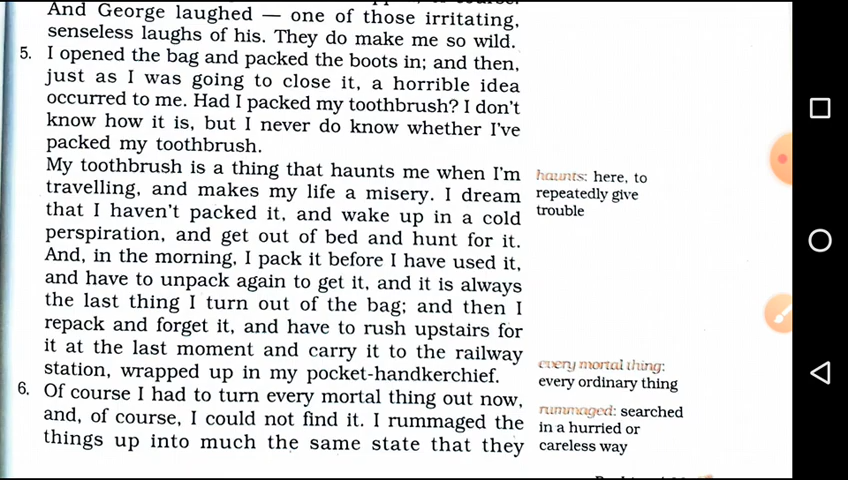 And George laughed — one of those irritating,
senseless laughs of his. They do make me so wild.
5. I opened the bag and packed the boots in; and then,
just as I was going to close it, a horrible idea
occurred to me. Had I packed my toothbrush? I don't
know how it is, but I never do know whether I've
packed my toothbrush.
My toothbrush is a thing that haunts me when I'm
travelling, and makes my life a misery. I dream
that I haven't packed it, and wake up in a cold
perspiration, and get out of bed and hunt for it.
And, in the morning, I pack it before I have used it,
and have to unpack again to get it, and it is always
the last thing I turn out of the bag; and then I
repack and forget it, and have to rush upstairs for
it at the last moment and carry it to the railway
station, wrapped up in my pocket-handkerchief.
6. Of course I had to turn every mortal thing out now,
and, of course, I could not find it. I rummaged the
things up into much the same state that they
haunts: here, to
repeatedly give
trouble
every mortal thing:
every ordinary thing
rummaged: searched
in a hurried or
careless way